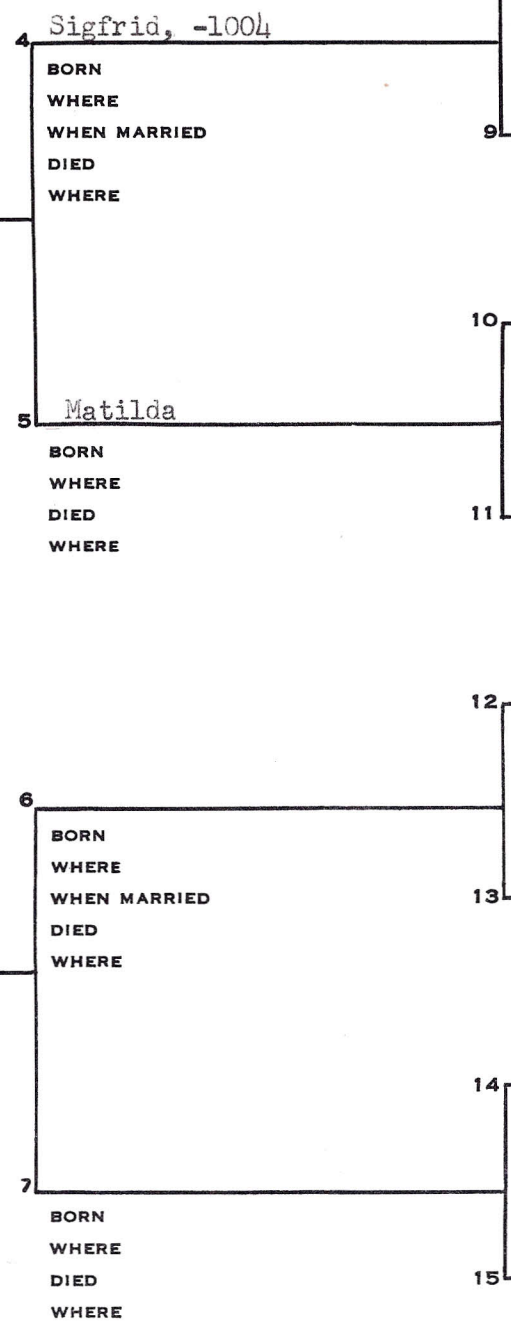 Sigfrid, -1004
4
BORN
WHERE
WHEN MARRIED
9
DIED
WHERE
10
Matilda
5
BORN
WHERE
DIED
11
WHERE
12
6
BORN
WHERE
WHEN MARRIED
13
DIED
WHERE
14
7
BORN
WHERE
DIED
15
WHERE